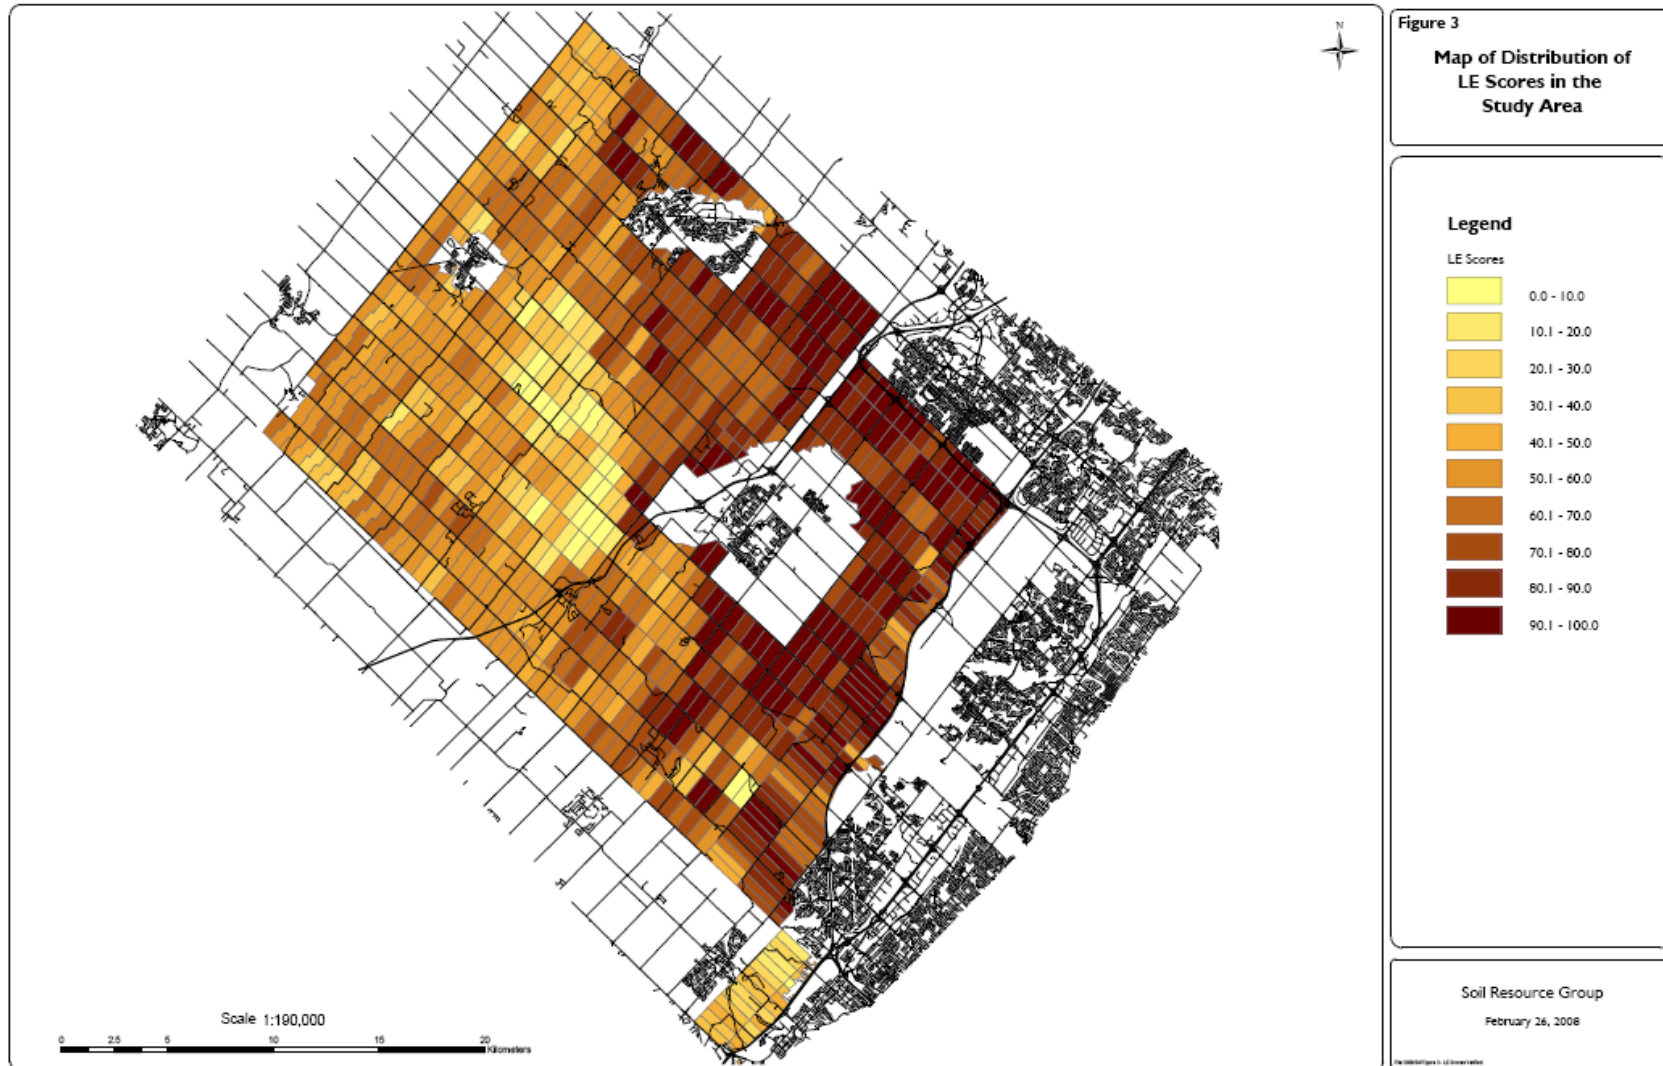 Figure 3
Map of Distribution of
LE Scores in the
Study Area
N
Legend
LE Scores
0.0 - 10.0
10.1 - 20.0
20.1 - 30.0
30.1 - 40.0
40.1 - 50.0
50.1 - 60.0
60.1 - 70.0
70.1 - 80.0
80.1 - 90.0
90.1 - 100.0
Scale 1:190,000
0 2.5 5 10 15 20
Kilometers
Soil Resource Group
February 26, 2008